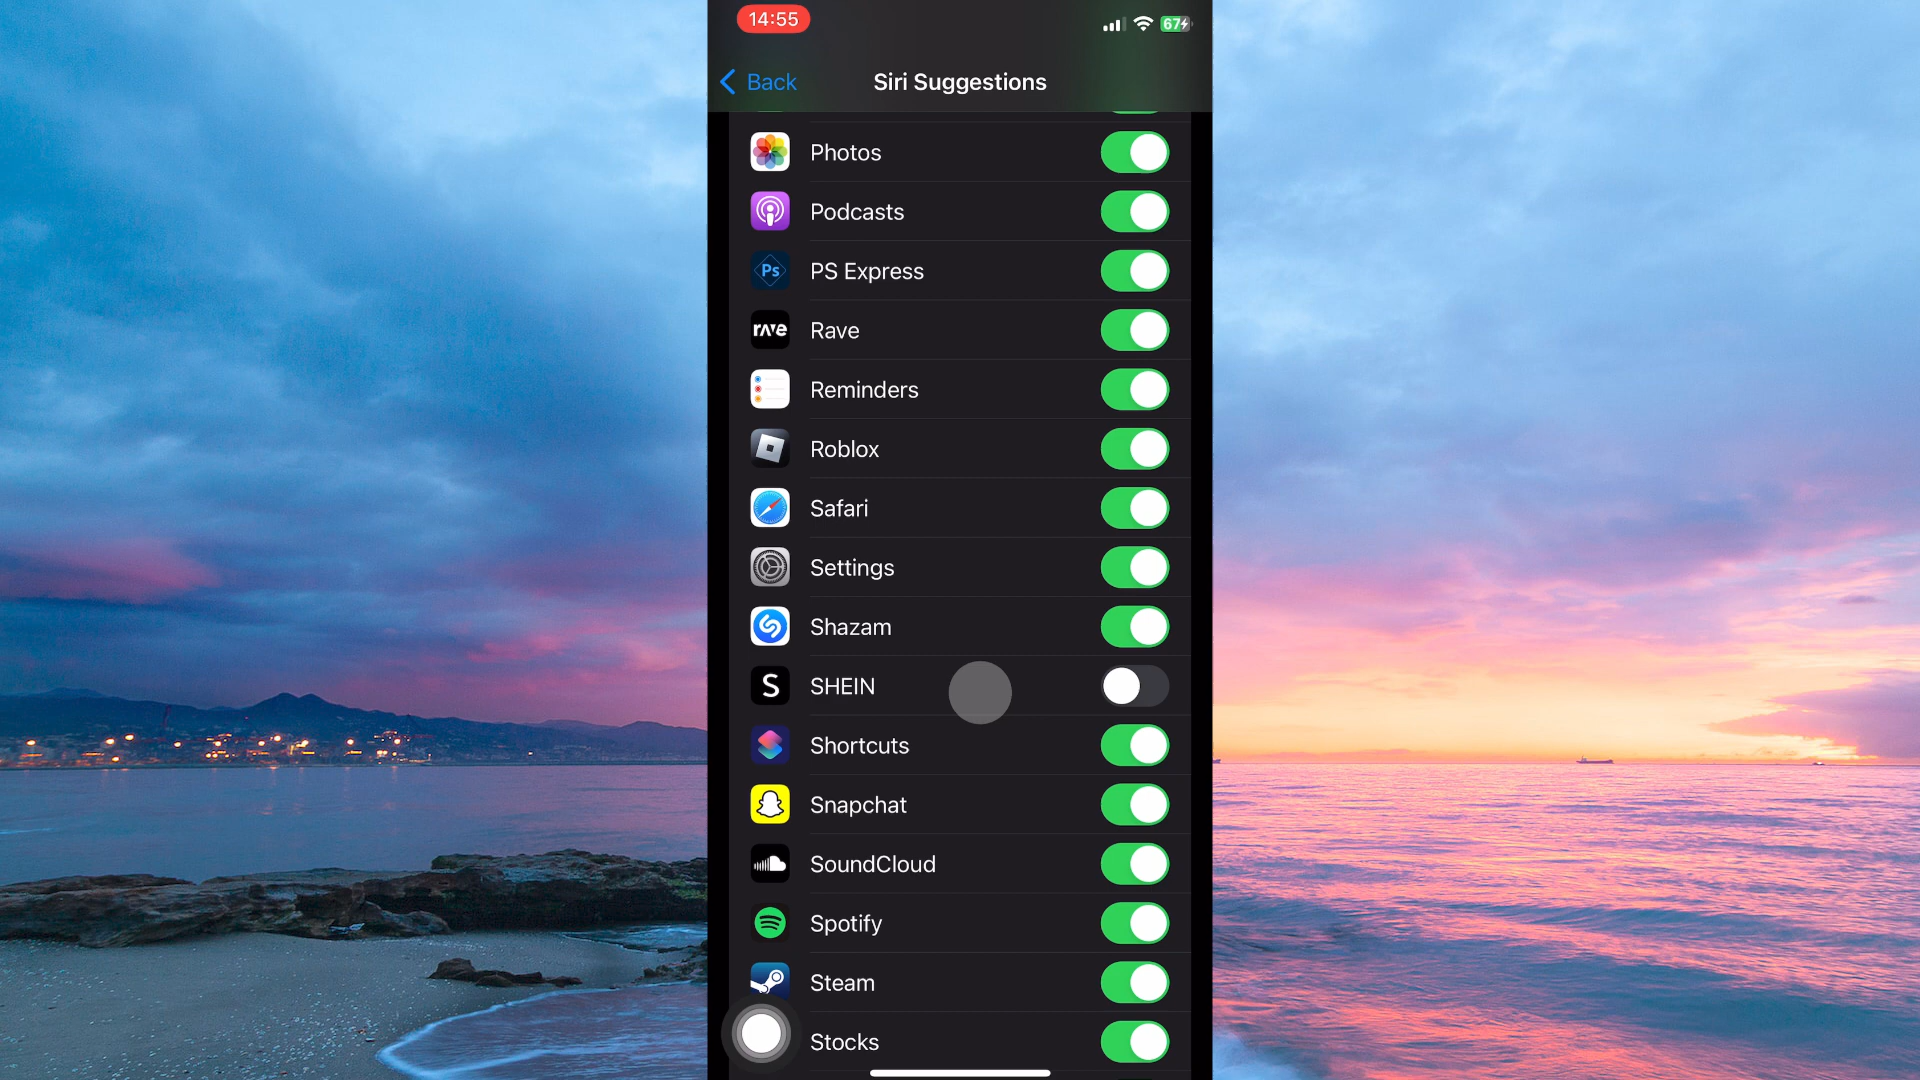 14:55
67
Back
Siri Suggestions
Photos
Podcasts
Ps
PS Express
rave
Rave
Reminders
Roblox
Safari
Settings
Shazam
S
SHEIN
Shortcuts
Snapchat
SoundCloud
Spotify
Steam
Stocks